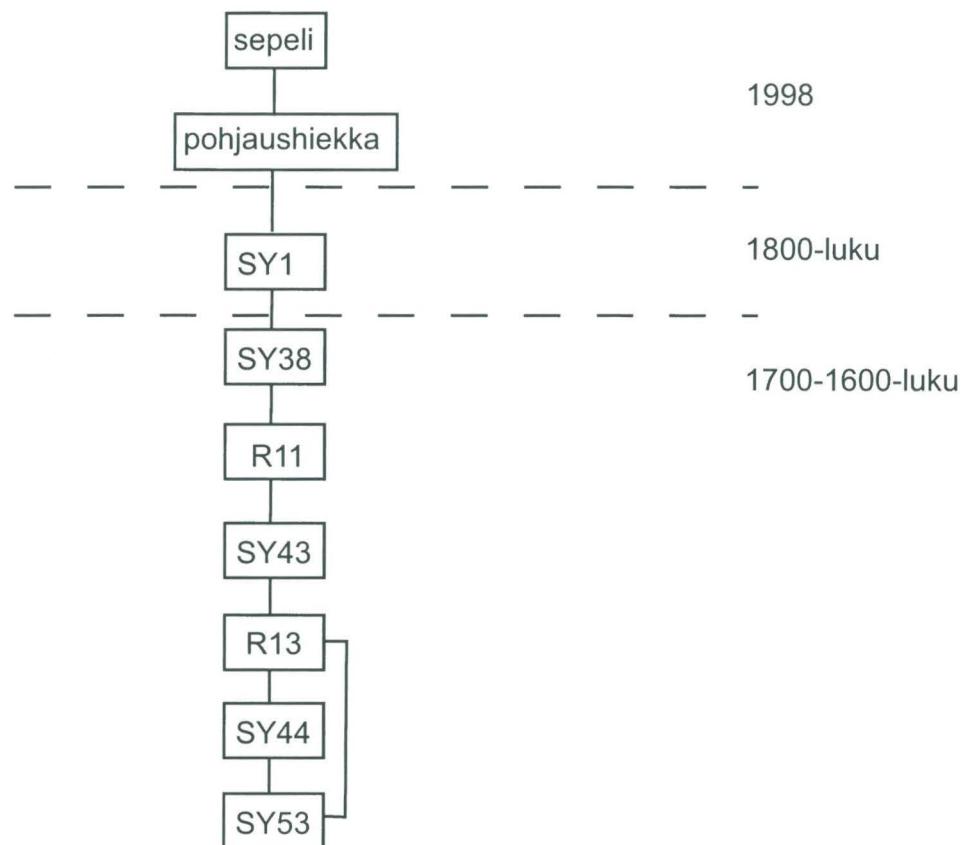 sepeli
1998
pohjaushiekka
SY1
1800-luku
SY38
1700-1600-luku
R11
SY43
R13
SY44
SY53